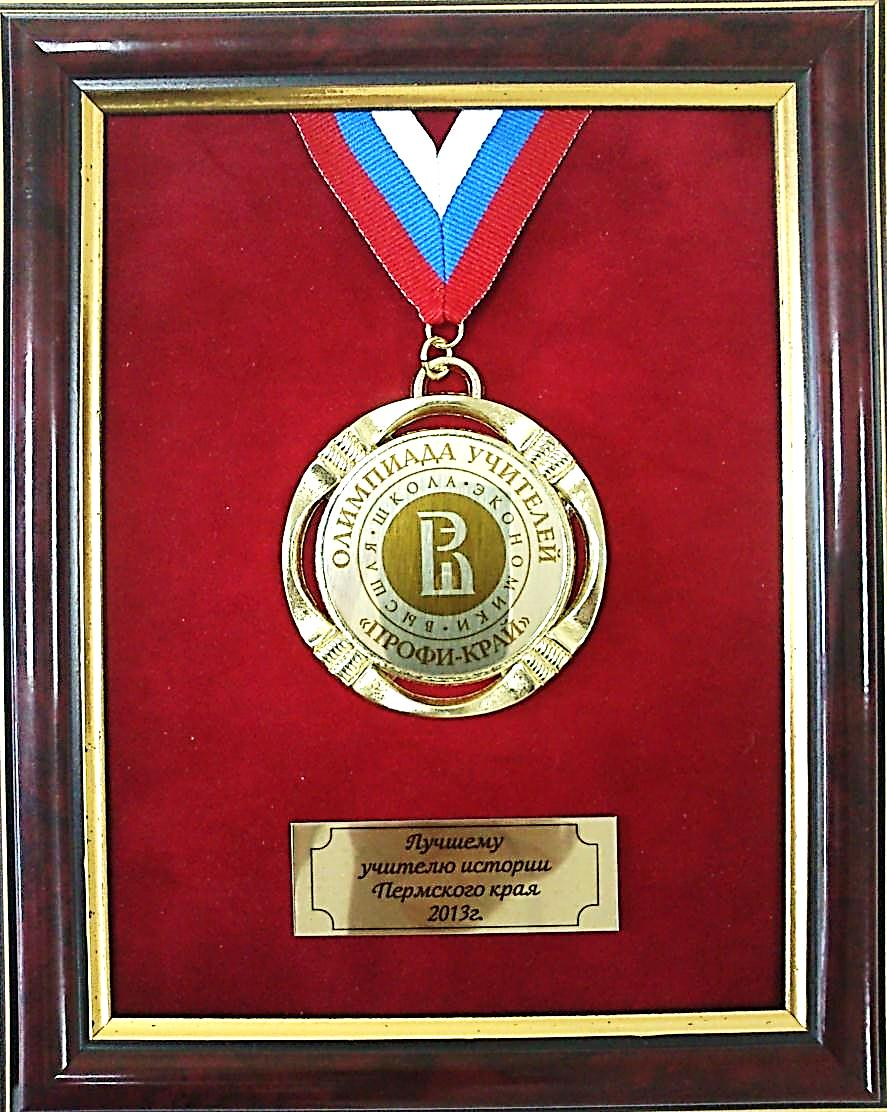 ОЛИМПИАДА УЧИТЕЛЕЙ
ВЫСШАЯ•ШКОЛА•ЭКОНОМИКИ•
«ПРОФИ-КРАЙ»
Лучшему
учителю истории
Пермского края
2013г.